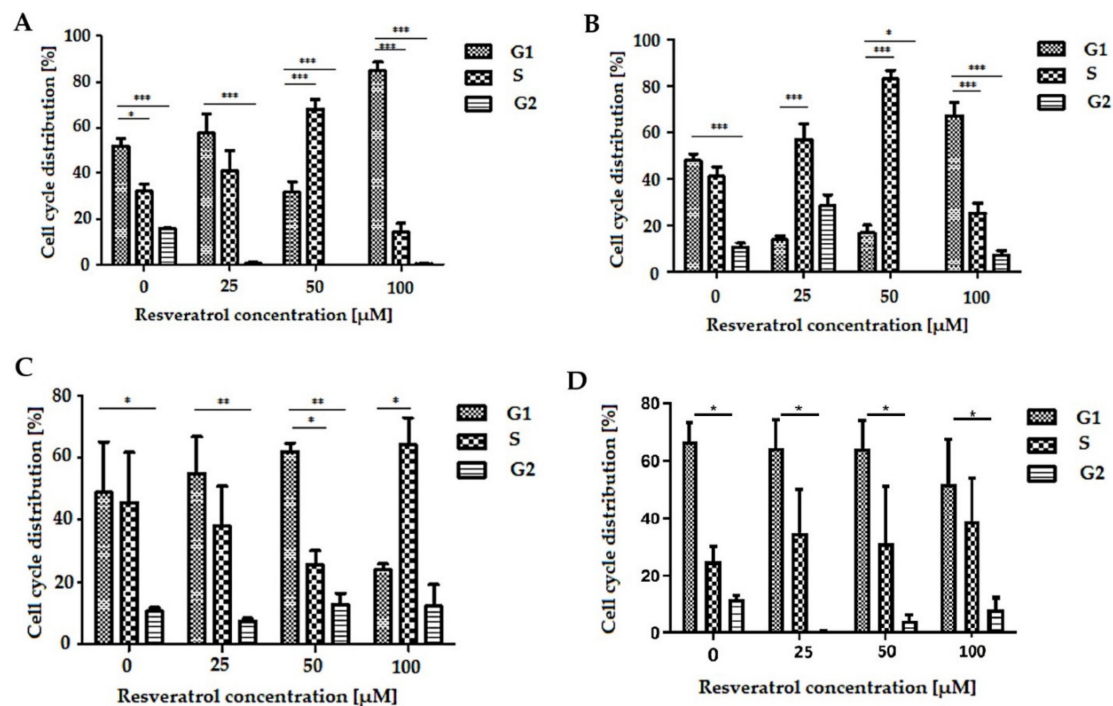 A
Cell cycle distribution [%]
100
80
60
40
20
0
***
*
***
***
***
***
***
G1
S
G2
0 25 50 100
Resveratrol concentration [µM]
B
Cell cycle distribution [%]
100
80
60
40
20
0
***
***
*
***
***
***
G1
S
G2
0 25 50 100
Resveratrol concentration [µM]
C
Cell cycle distribution [%]
80
60
40
20
0
*
**
**
*
*
G1
S
G2
0 25 50 100
Resveratrol concentration [µM]
D
Cell cycle distribution [%]
80
60
40
20
0
* * * *
G1
S
G2
0 25 50 100
Resveratrol concentration [µM]